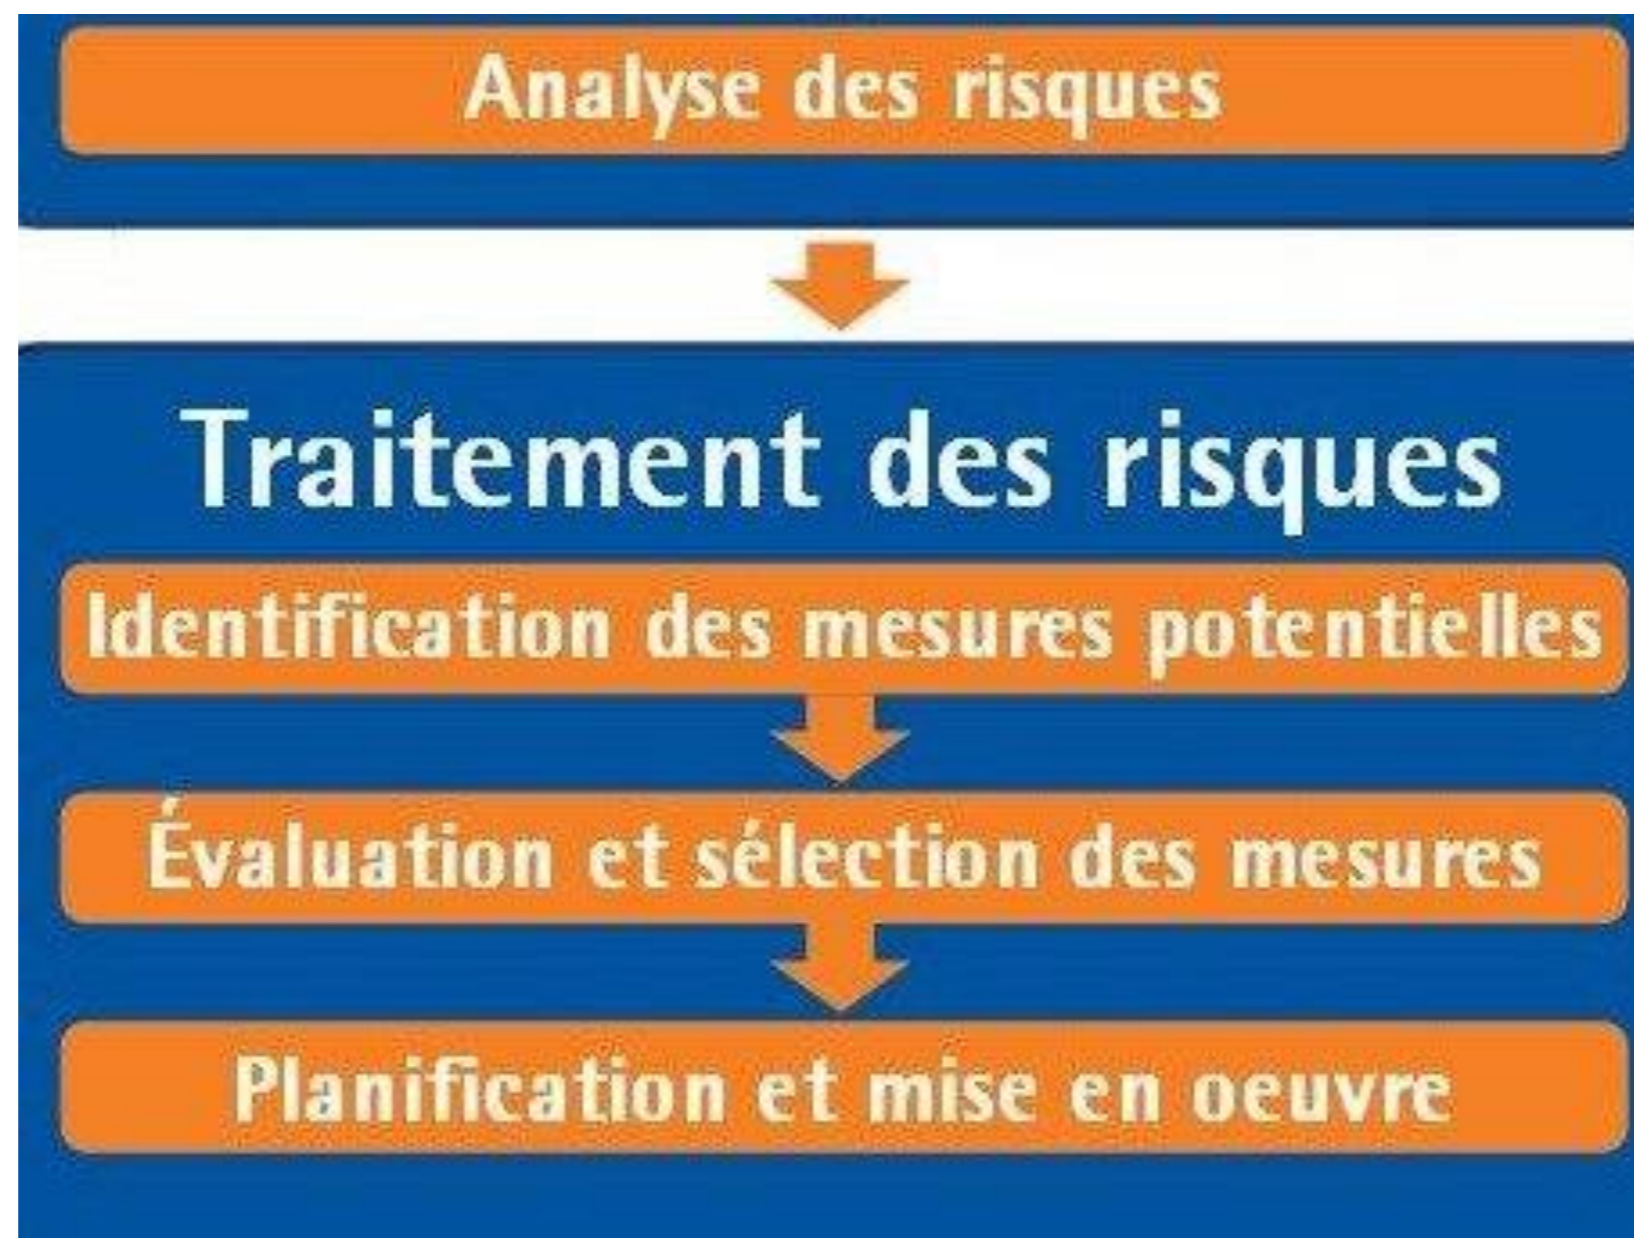 Analyse des risques
Traitement des risques
Identification des mesures potentielles
Évaluation et sélection des mesures
Planification et mise en oeuvre